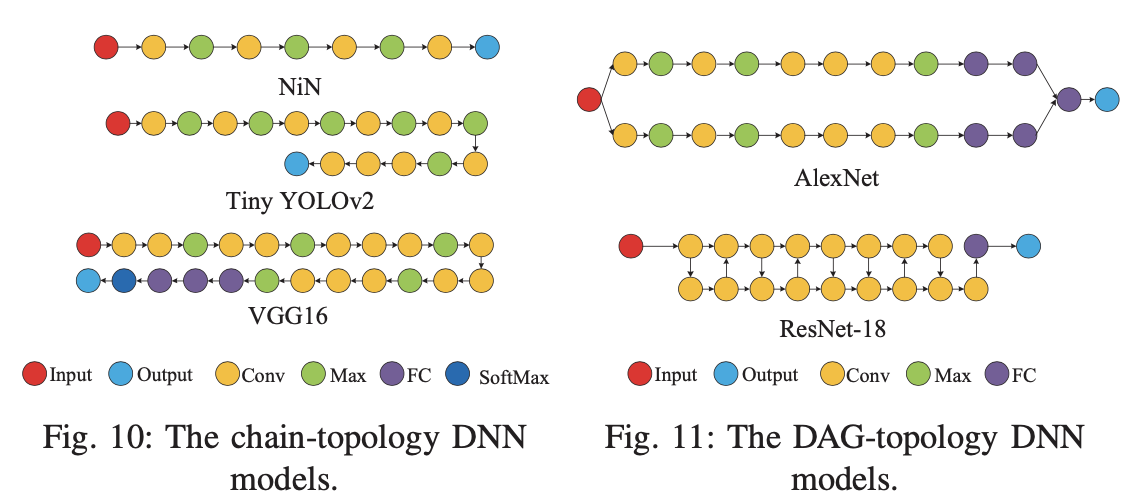 NiN
Tiny YOLOv2
VGG16
Input Output Conv Max FC SoftMax
Fig. 10: The chain-topology DNN
models.
AlexNet
ResNet-18
Input Output Conv Max FC
Fig. 11: The DAG-topology DNN
models.